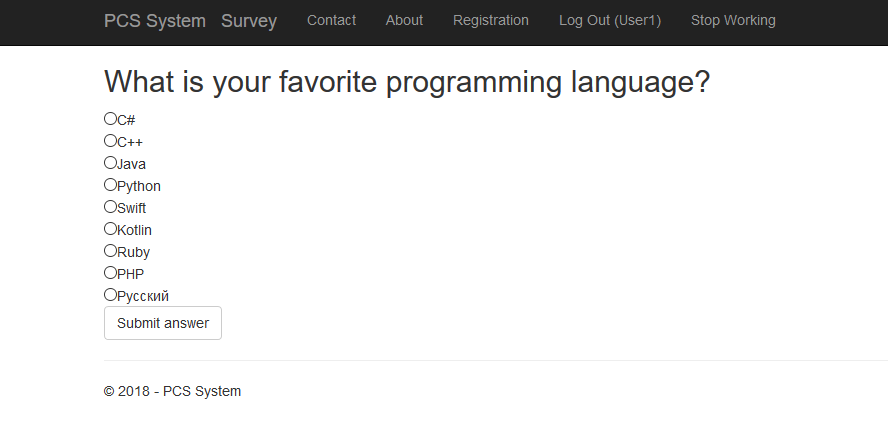 PCS System Survey Contact About Registration Log Out (User1) Stop Working
What is your favorite programming language?
C#
C++
Java
Python
Swift
Kotlin
Ruby
PHP
Русский
Submit answer
© 2018 - PCS System